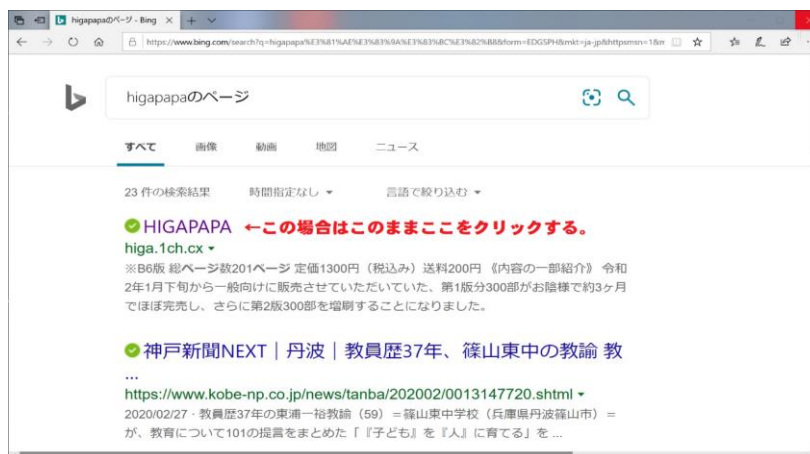 higapapaのページ - Bing
https://www.bing.com/search?q=higapapa%E3%81%AE%E3%83%9A%E3%83%BC%E3%82%B8&form=EDGSPH&mkt=ja-jp&httpsmsn=1&
higapapaのページ
すべて 画像 動画 地図 ニュース
23 件の検索結果 時間指定なし 言語で絞り込む
HIGAPAPA ←この場合はこのままここをクリックする。
higa.1ch.cx
※B6版 総ページ数201ページ 定価1300円（税込み）送料200円 《内容の一部紹介》 令和
2年1月下旬から一般向けに販売させていただいていた、第1版分300部がお陰様で約3ヶ月
でほぼ完売し、さらに第2版300部を増刷することになりました。
神戸新聞NEXT｜丹波｜教員歴37年、篠山東中の教諭 教
...
https://www.kobe-np.co.jp/news/tanba/202002/0013147720.shtml
2020/02/27 · 教員歴37年の東浦一裕教諭（59）＝篠山東中学校（兵庫県丹波篠山市）＝
が、教育について101の提言をまとめた「『子ども』を『人』に育てる」を ...